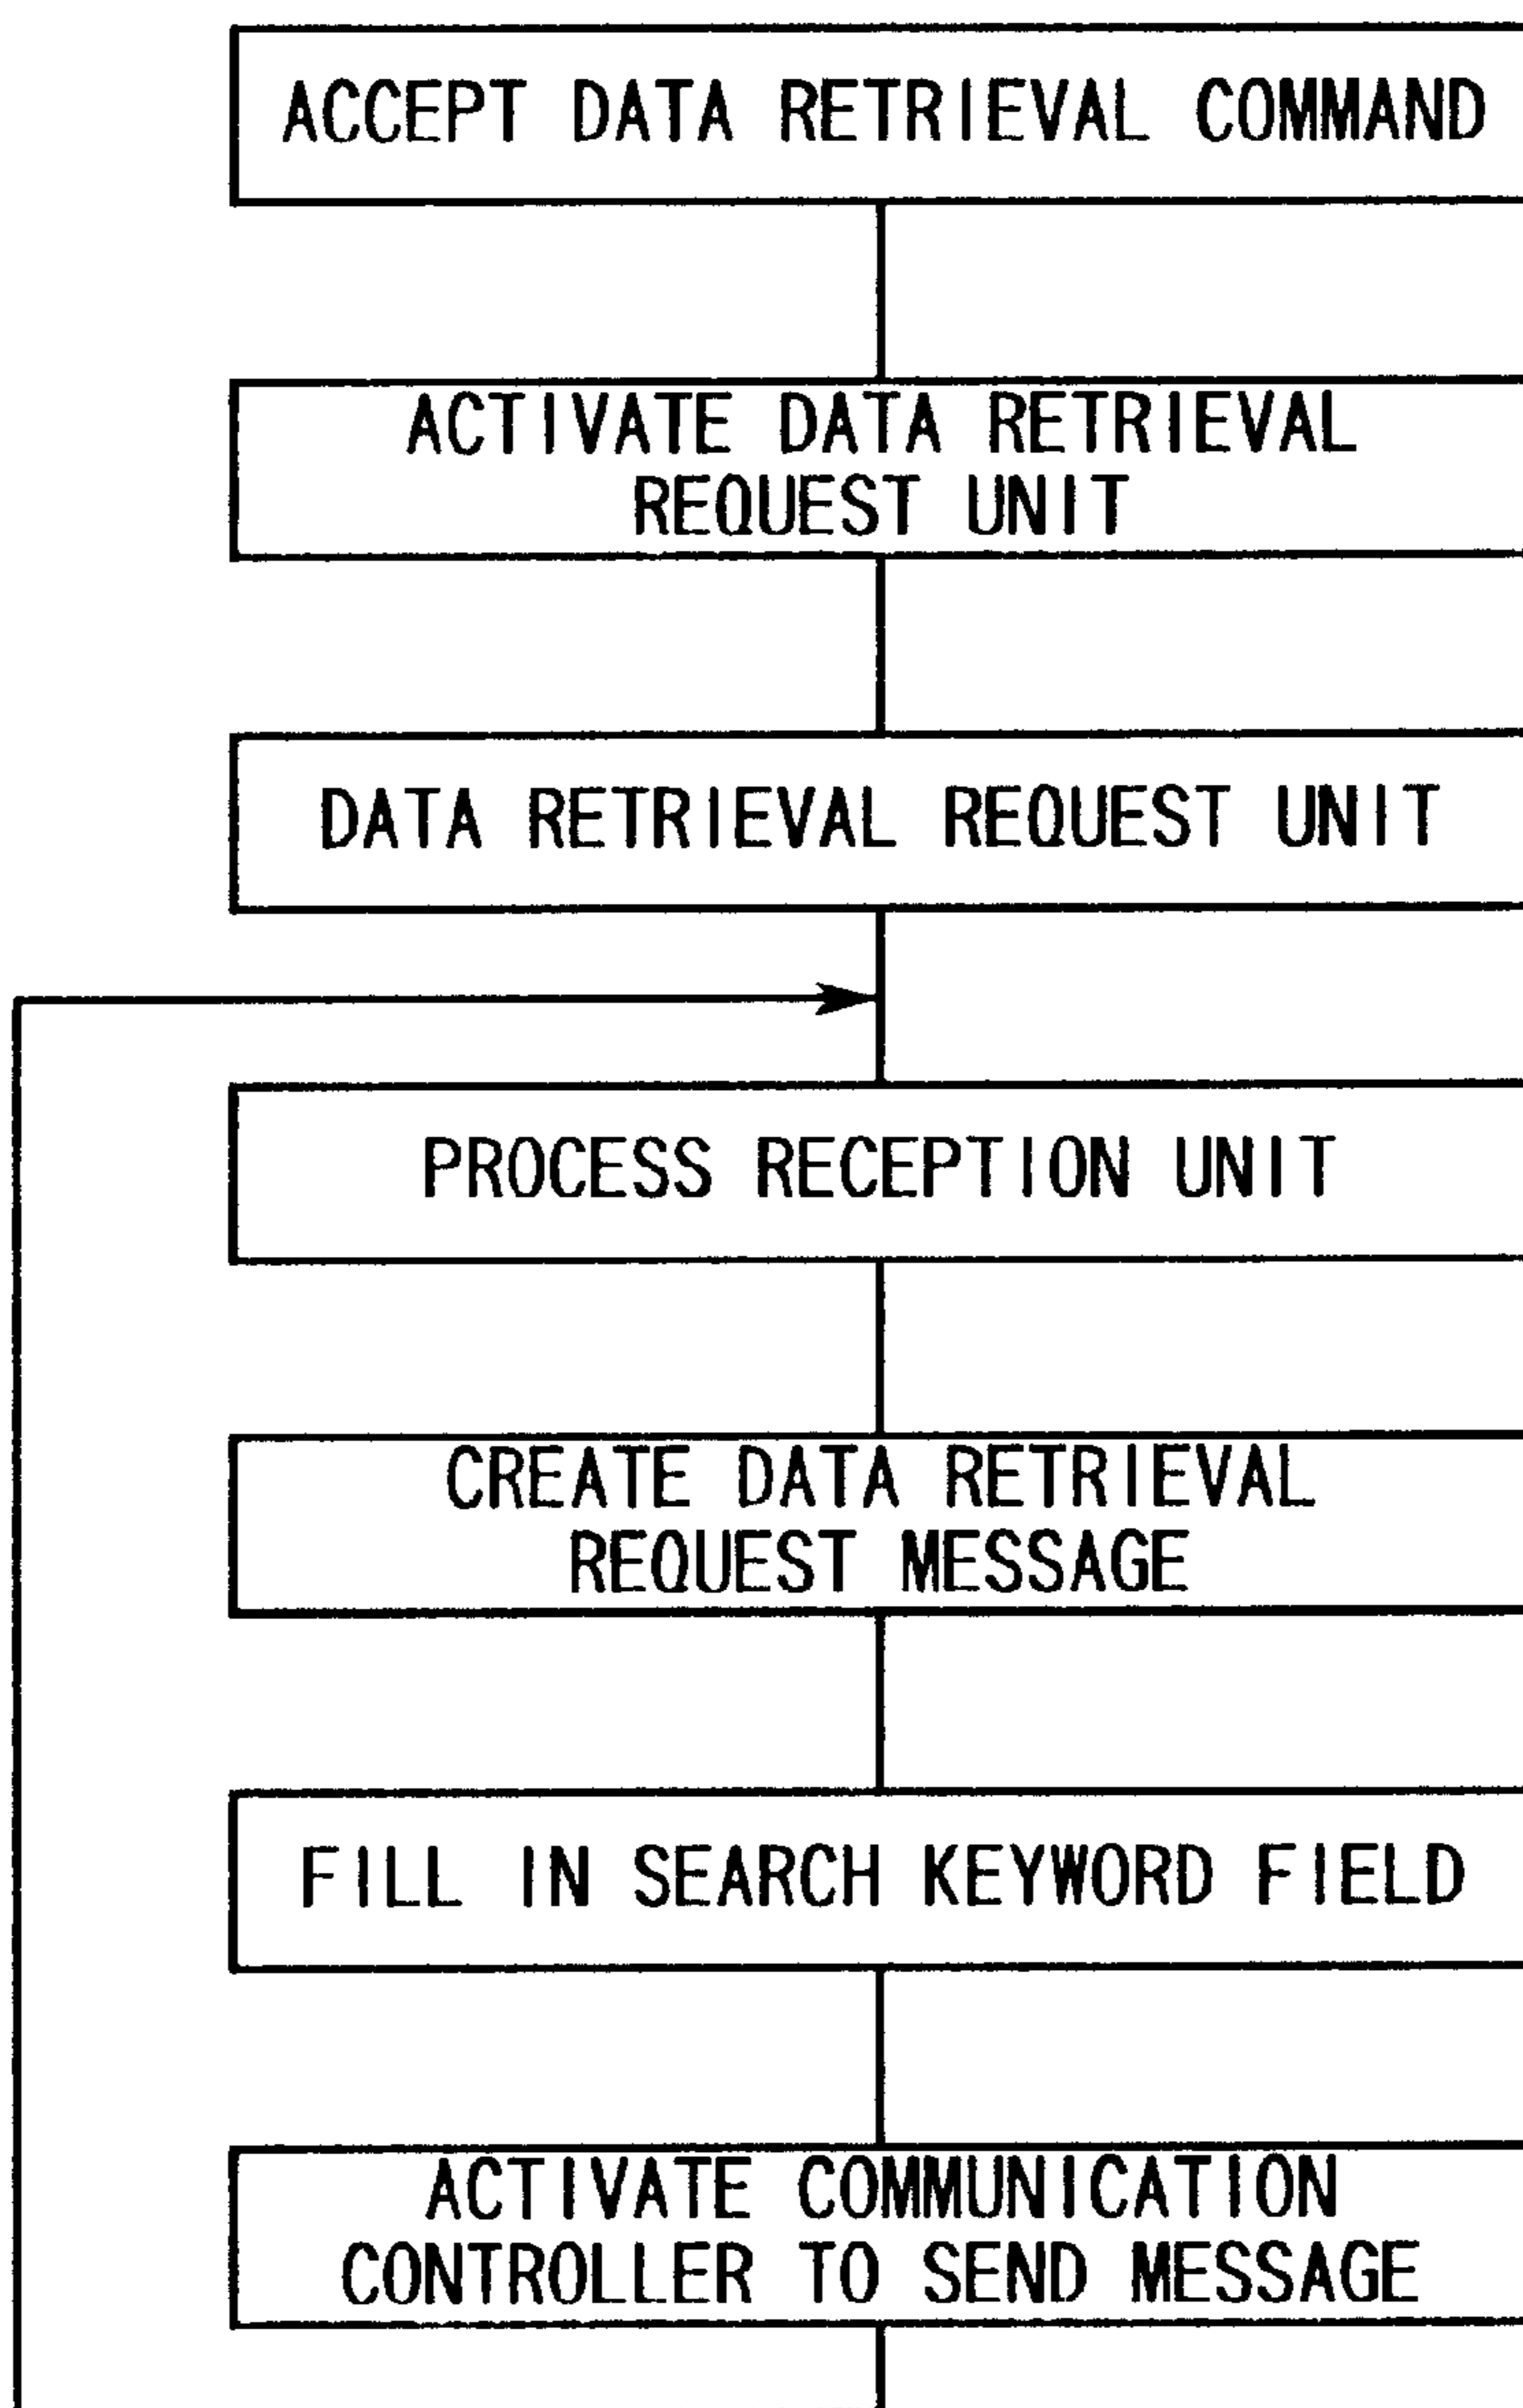 ACCEPT DATA RETRIEVAL COMMAND
ACTIVATE DATA RETRIEVAL
REQUEST UNIT
DATA RETRIEVAL REQUEST UNIT
PROCESS RECEPTION UNIT
CREATE DATA RETRIEVAL
REQUEST MESSAGE
FILL IN SEARCH KEYWORD FIELD
ACTIVATE COMMUNICATION
CONTROLLER TO SEND MESSAGE